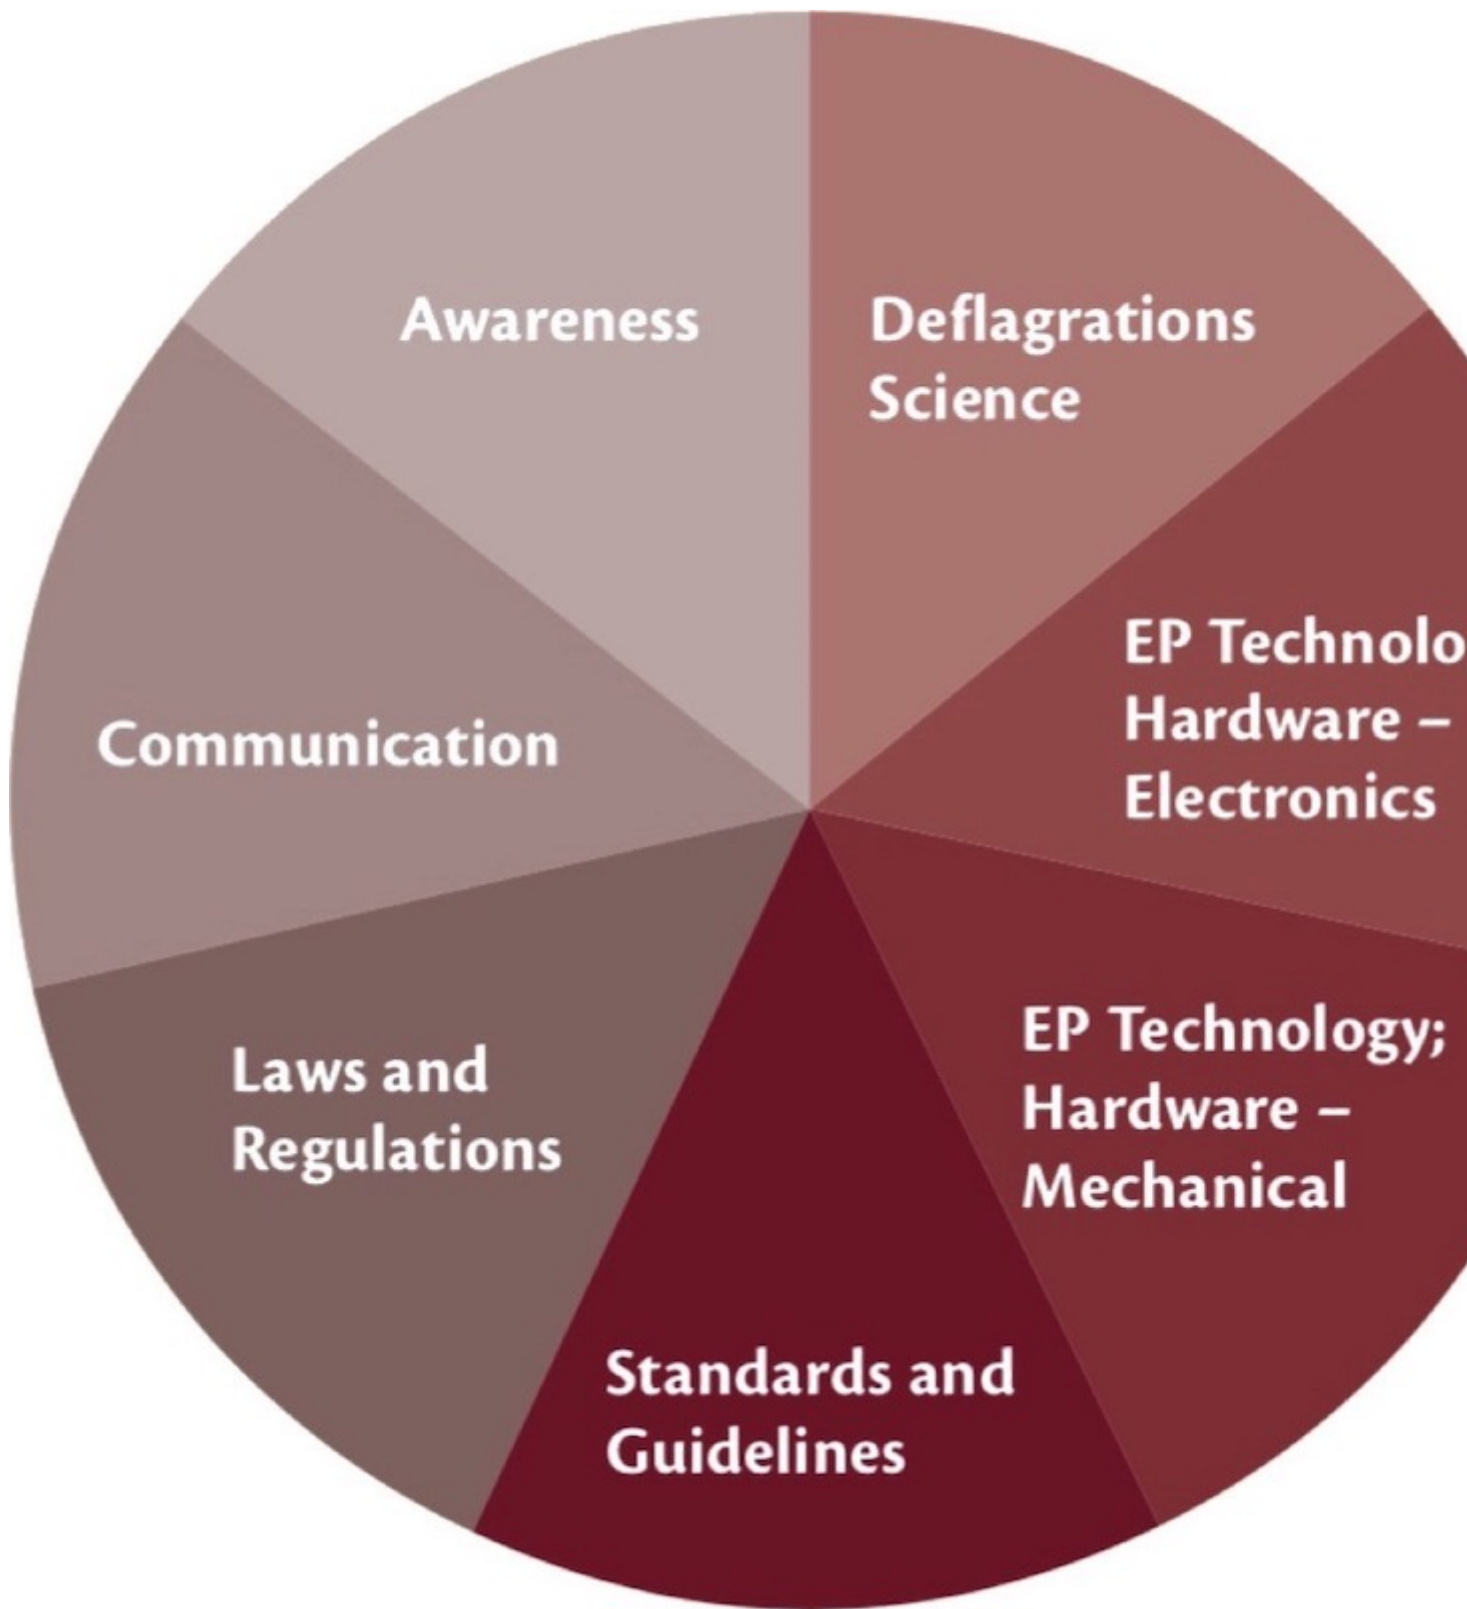 Awareness
Deflagrations
Science
EP Technolo
Hardware –
Electronics
EP Technology;
Hardware –
Mechanical
Standards and
Guidelines
Laws and
Regulations
Communication